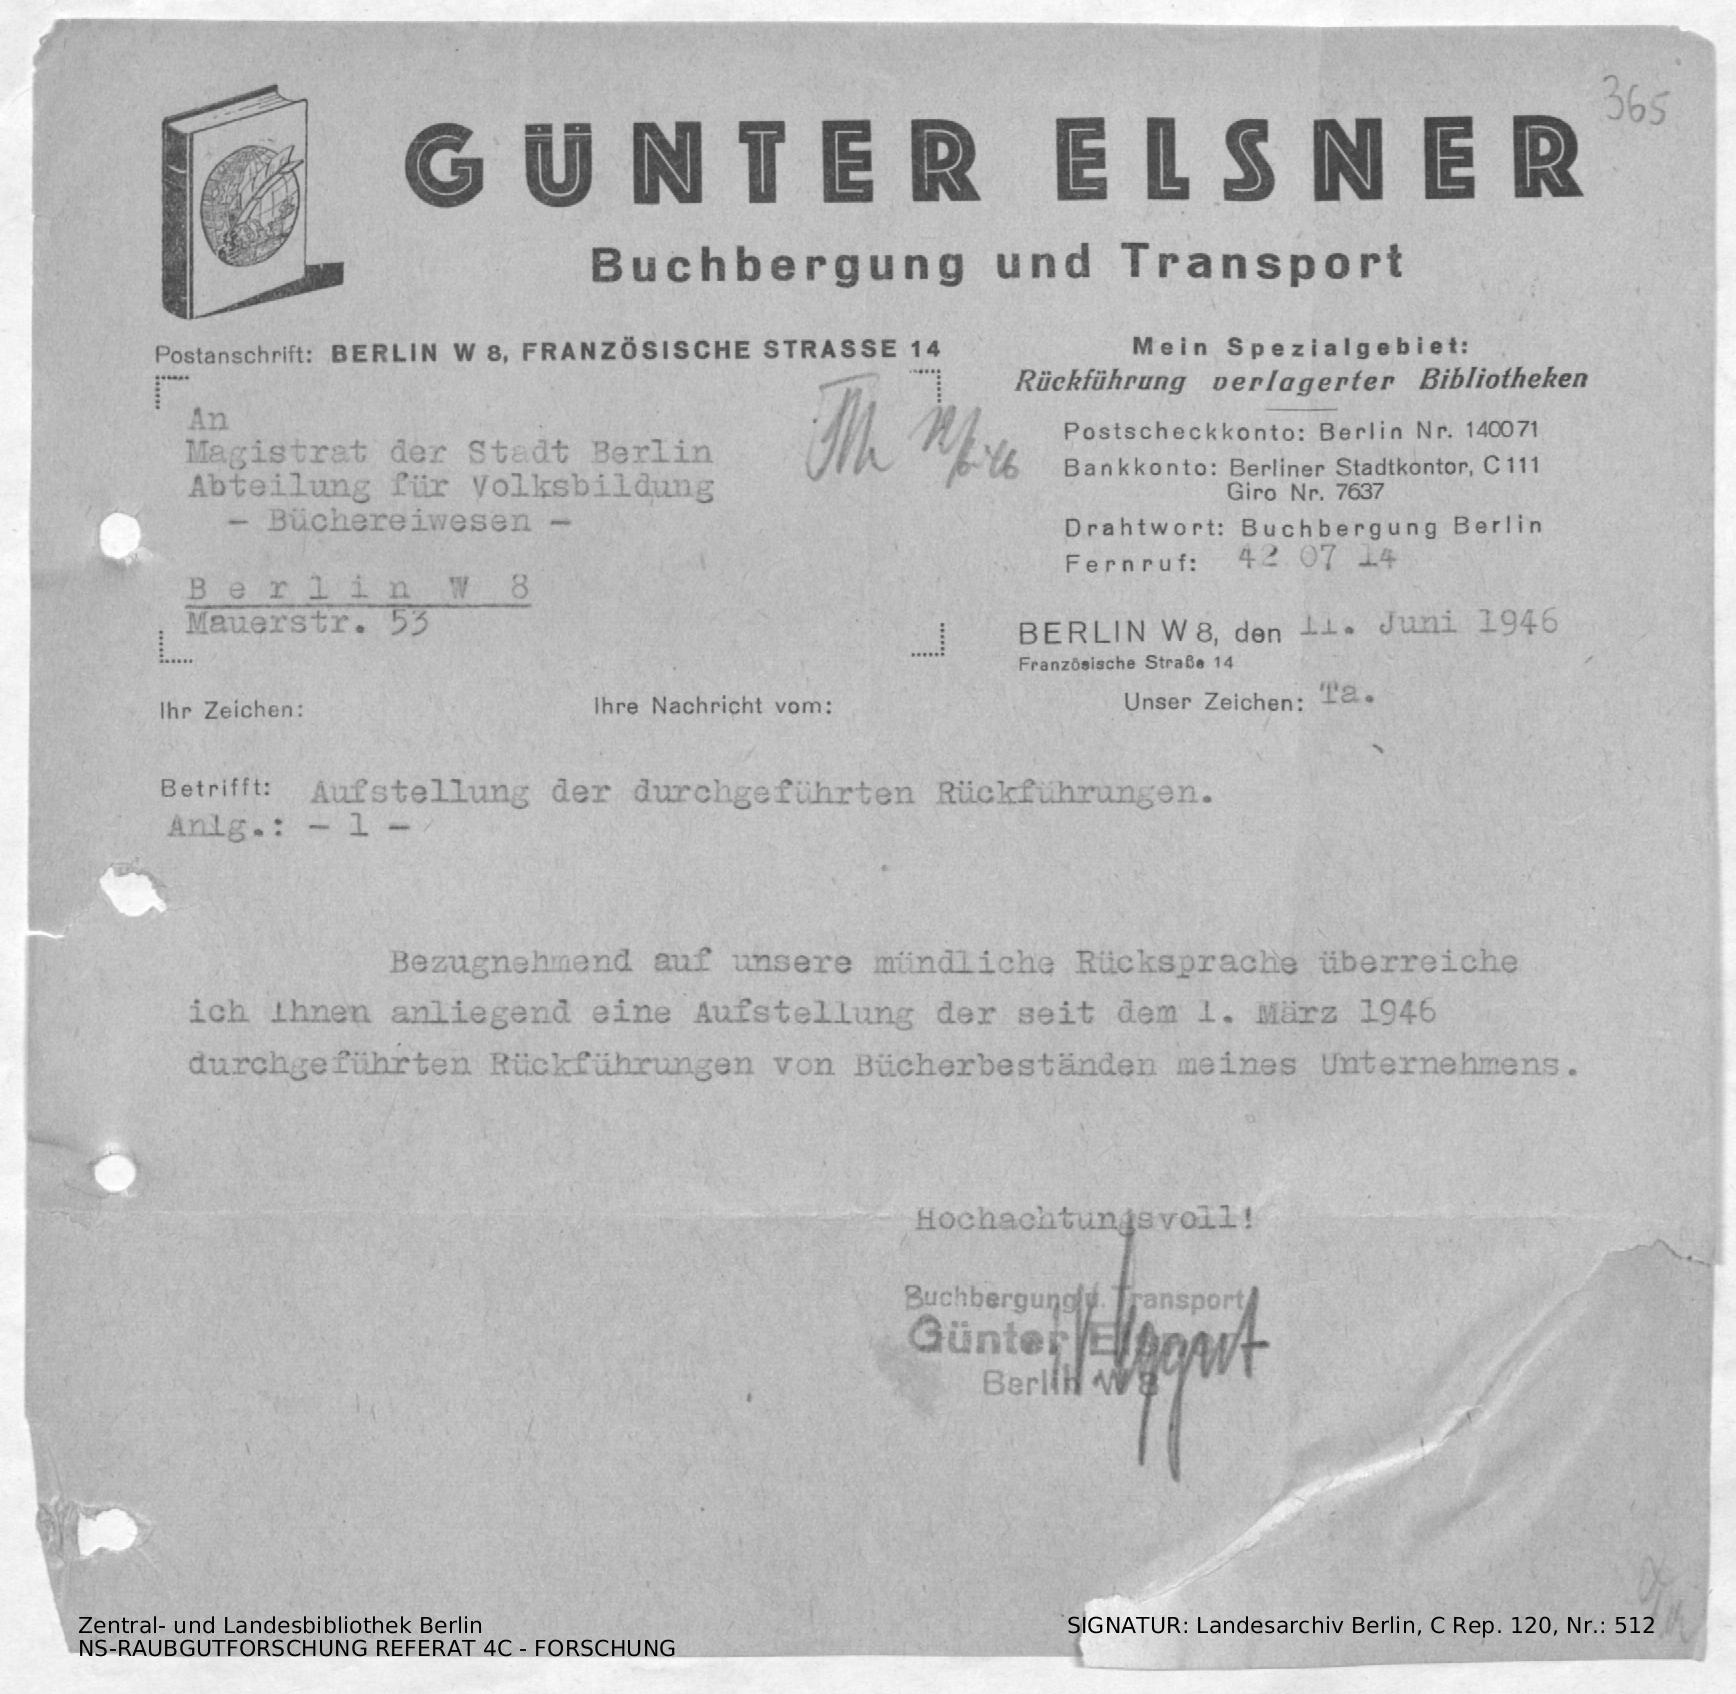 365
GÜNTER ELSNER
Buchbergung und Transport
Postanschrift: BERLIN W 8, FRANZÖSISCHE STRASSE 14
Mein Spezialgebiet:
Rückführung verlagerter Bibliotheken
An
Magistrat der Stadt Berlin
Abteilung für Volksbildung
- Büchereiwesen -
Berlin W 8
Mauerstr. 53
Postscheckkonto: Berlin Nr. 140071
Bankkonto: Berliner Stadtkontor, C 111
Giro Nr. 7637
Drahtwort: Buchbergung Berlin
Fernruf: 42 07 14
BERLIN W 8, den 11. Juni 1946
Französische Straße 14
Ihr Zeichen: Ihre Nachricht vom: Unser Zeichen: Ta.
Betrifft: Aufstellung der durchgeführten Rückführungen.
Anlg.: - 1 -
Bezugnehmend auf unsere mündliche Rücksprache überreiche
ich Ihnen anliegend eine Aufstellung der seit dem 1. März 1946
durchgeführten Rückführungen von Bücherbeständen meines Unternehmens.
Hochachtungsvoll!
Buchbergung u. Transport
Günter Elsner
Berlin W 8
Zentral- und Landesbibliothek Berlin
NS-RAUBGUTFORSCHUNG REFERAT 4C - FORSCHUNG
SIGNATUR: Landesarchiv Berlin, C Rep. 120, Nr.: 512